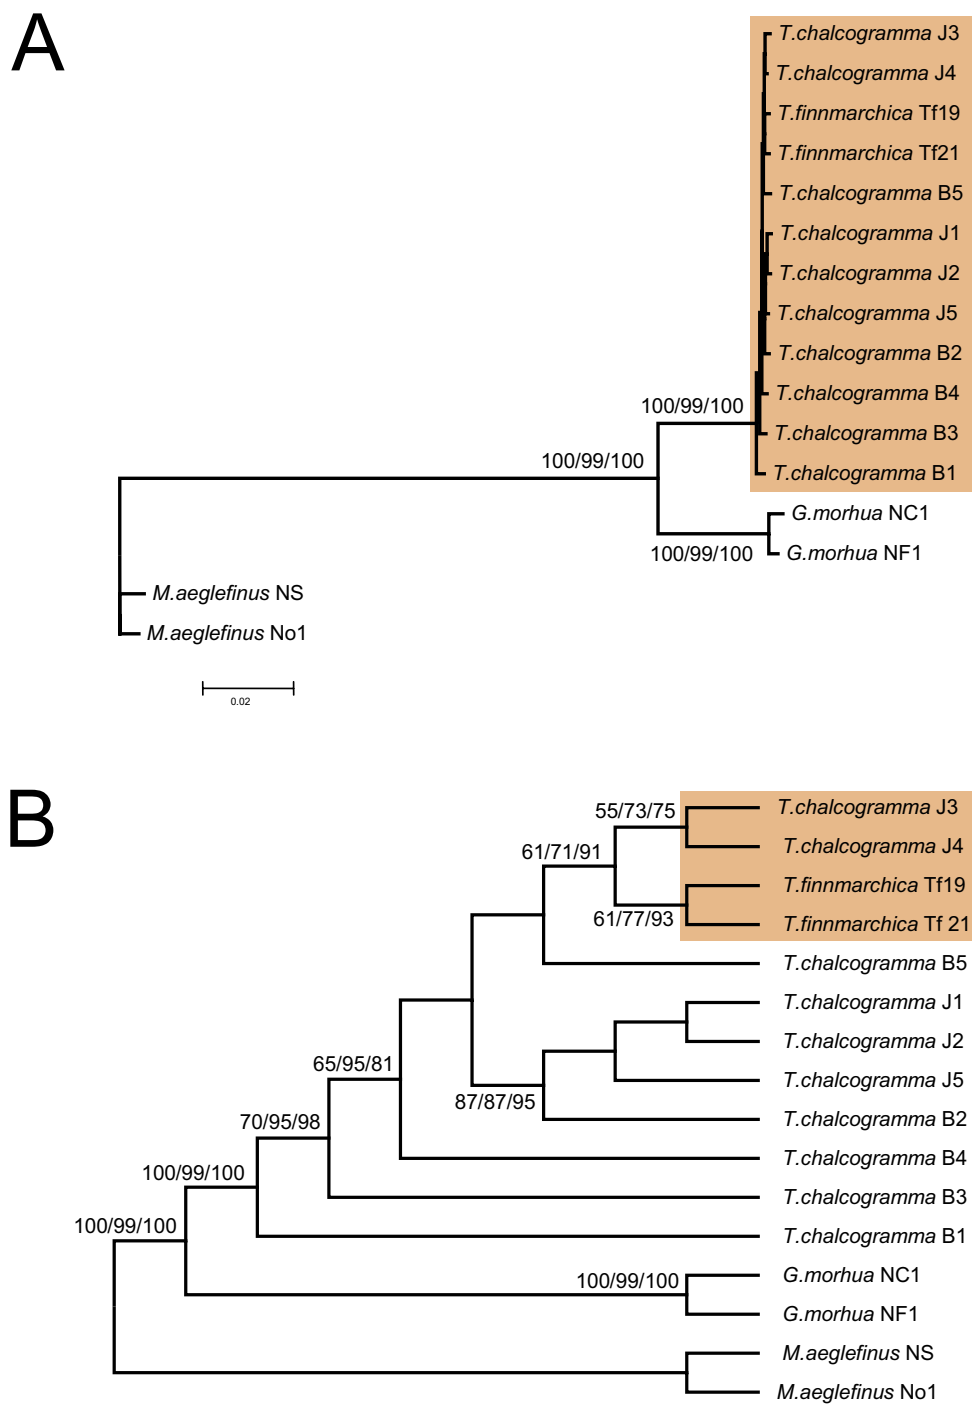 A
T.chalcogramma J3
T.chalcogramma J4
T.finnmarchica Tf19
T.finnmarchica Tf21
T.chalcogramma B5
T.chalcogramma J1
T.chalcogramma J2
T.chalcogramma J5
T.chalcogramma B2
T.chalcogramma B4
100/99/100
T.chalcogramma B3
100/99/100
T.chalcogramma B1
G.morhua NC1
100/99/100
G.morhua NF1
M.aeglefinus NS
M.aeglefinus No1
0.02
B
55/73/75
T.chalcogramma J3
61/71/91
T.chalcogramma J4
T.finnmarchica Tf19
61/77/93
T.finnmarchica Tf 21
T.chalcogramma B5
T.chalcogramma J1
T.chalcogramma J2
65/95/81
T.chalcogramma J5
87/87/95
T.chalcogramma B2
70/95/98
T.chalcogramma B4
100/99/100
T.chalcogramma B3
100/99/100
T.chalcogramma B1
100/99/100
G.morhua NC1
G.morhua NF1
M.aeglefinus NS
M.aeglefinus No1